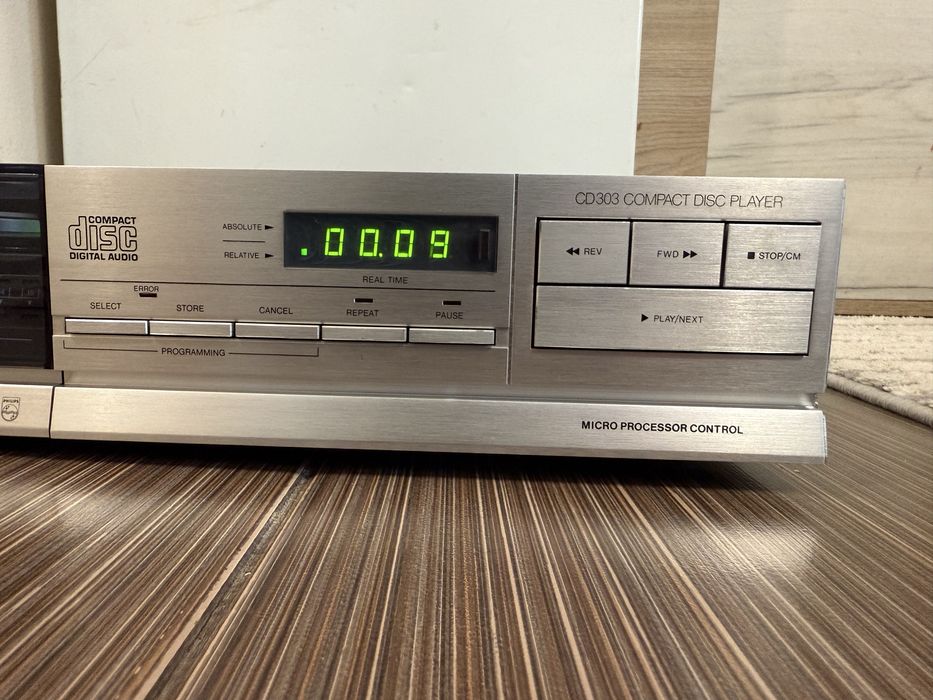 CD303 COMPACT DISC PLAYER
COMPACT
disc
DIGITAL AUDIO
ABSOLUTE ►
RELATIVE ►
.00.09
REAL TIME
◄◄ REV
FWD ►►
■ STOP/CM
► PLAY/NEXT
ERROR
SELECT
STORE
CANCEL
REPEAT
PAUSE
PROGRAMMING
PHILIPS
MICRO PROCESSOR CONTROL